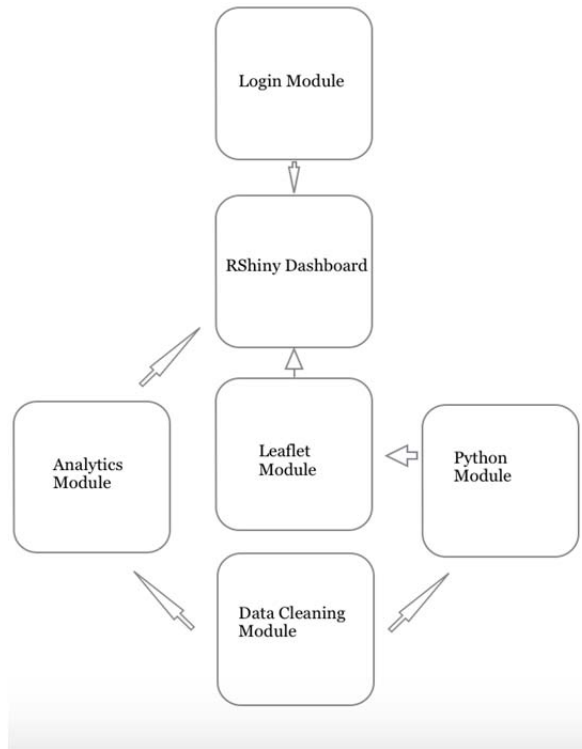 Login Module
RShiny Dashboard
Analytics
Module
Leaflet
Module
Python
Module
Data Cleaning
Module